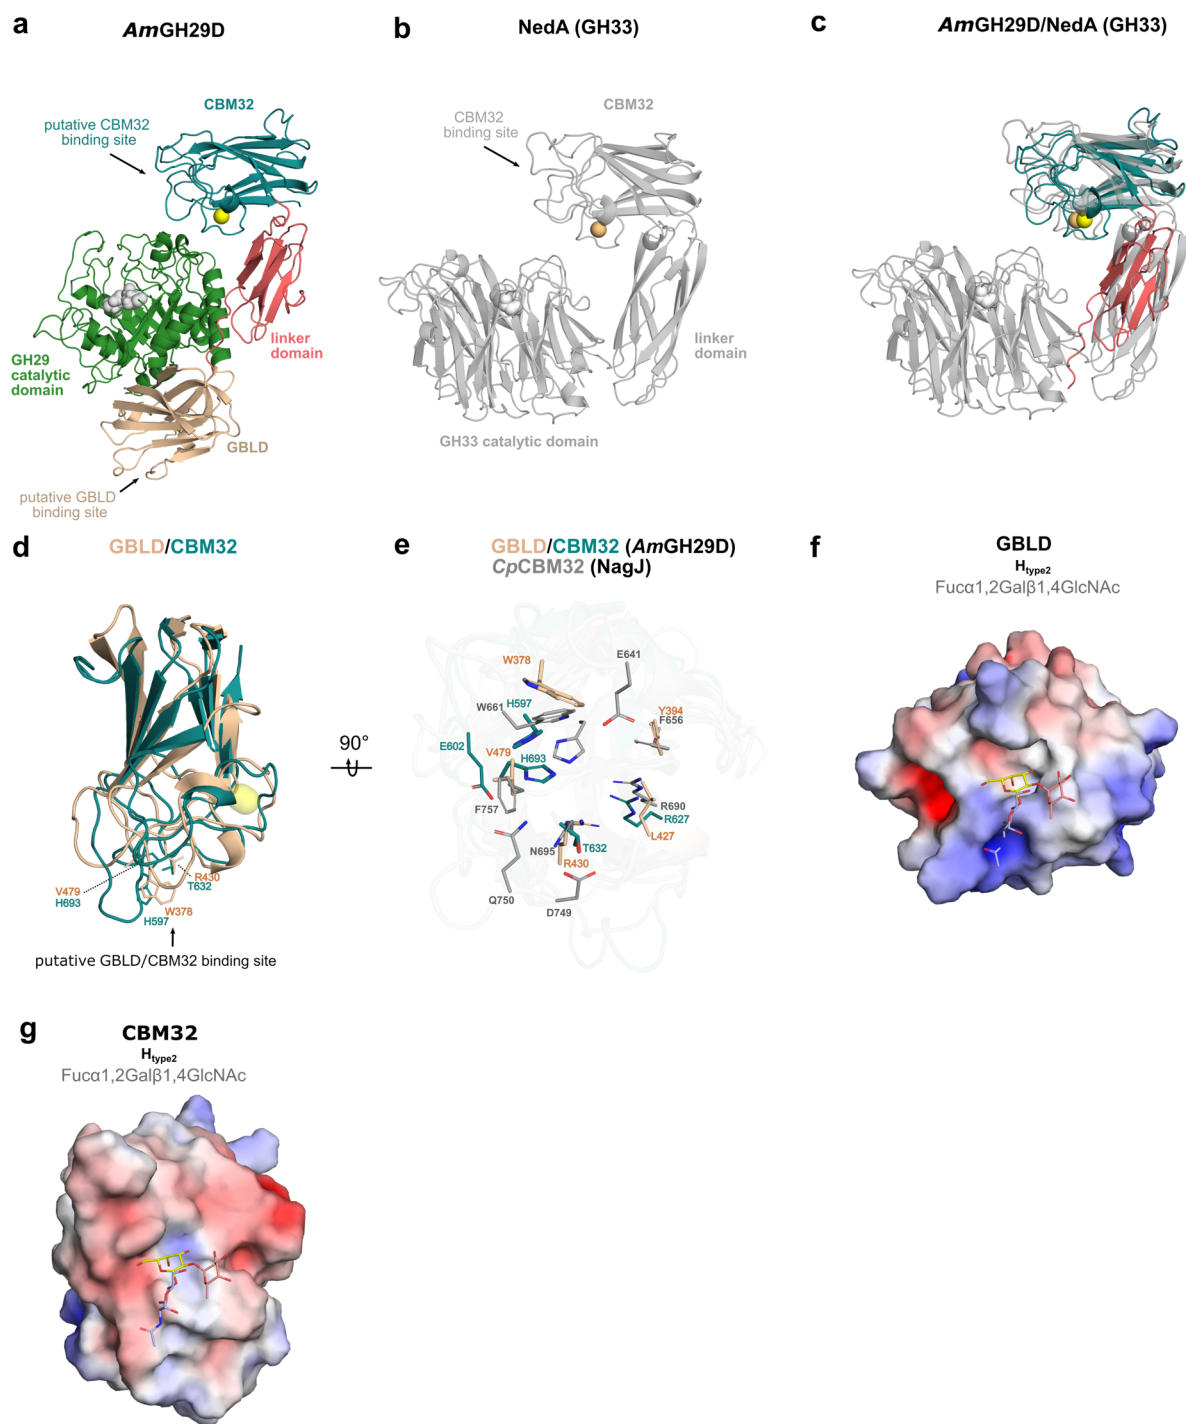 a
AmGH29D
CBM32
putative CBM32
binding site
GH29
catalytic
domain
linker
domain
GBLD
putative GBLD
binding site
b
NedA (GH33)
CBM32
CBM32
binding site
linker
domain
GH33 catalytic domain
c
AmGH29D/NedA (GH33)
d
GBLD/CBM32
V479
H693
R430
T632
W378
H597
putative GBLD/CBM32 binding site
90°
e
GBLD/CBM32 (AmGH29D)
CpCBM32 (NagJ)
W378
E641
H597
W661
Y394
F656
E602
V479
H693
F757
R690
R627
L427
N695
T632
R430
Q750
D749
f
GBLD
Htype2
Fucα1,2Galβ1,4GlcNAc
g
CBM32
Htype2
Fucα1,2Galβ1,4GlcNAc